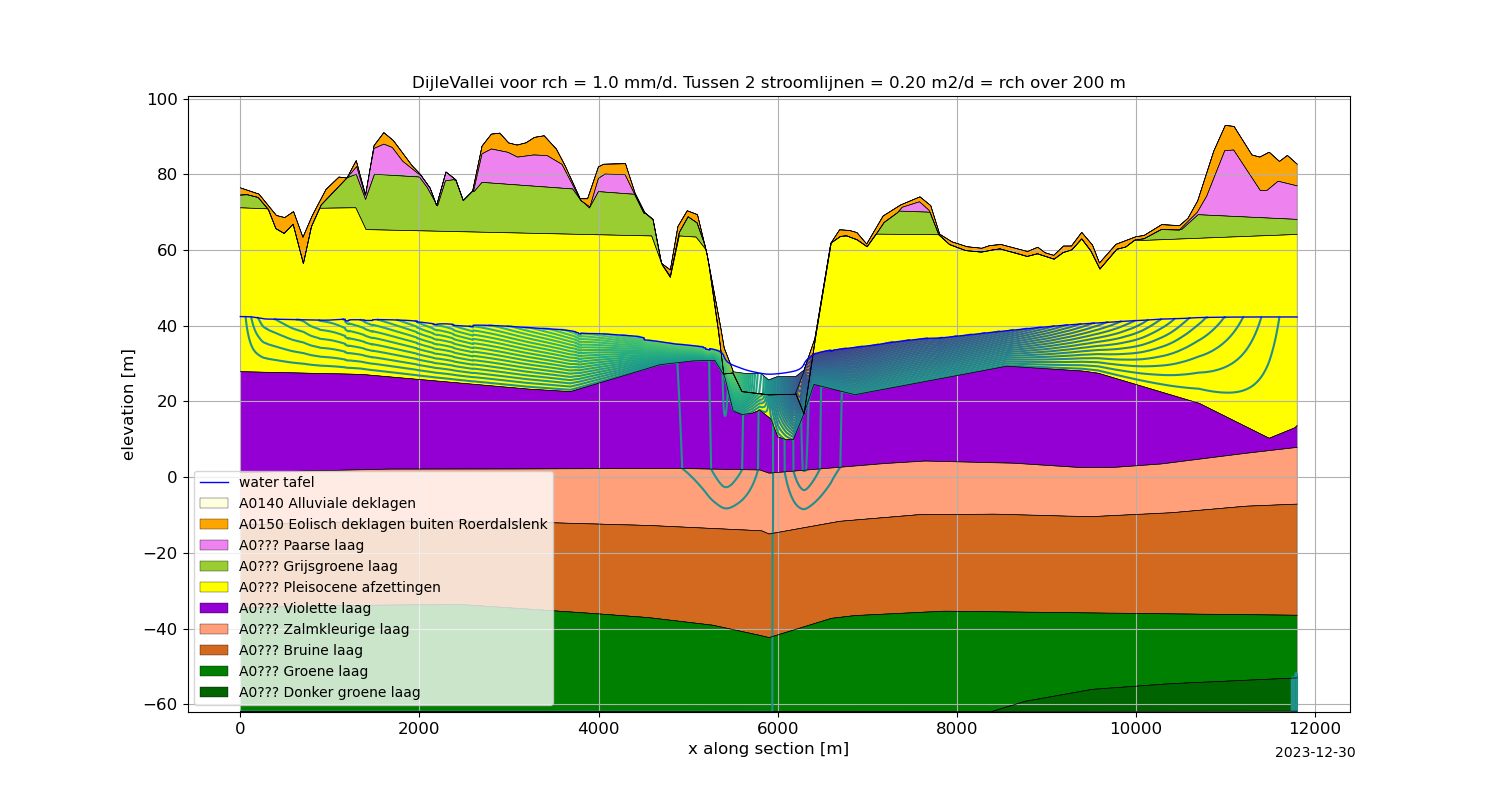 DijleVallei voor rch = 1.0 mm/d. Tussen 2 stroomlijnen = 0.20 m2/d = rch over 200 m
100
80
60
40
20
0
−20
−40
−60
elevation [m]
water tafel
A0140 Alluviale deklagen
A0150 Eolisch deklagen buiten Roerdalslenk
A0??? Paarse laag
A0??? Grijsgroene laag
A0??? Pleisocene afzettingen
A0??? Violette laag
A0??? Zalmkleurige laag
A0??? Bruine laag
A0??? Groene laag
A0??? Donker groene laag
0 2000 4000 6000 8000 10000 12000
x along section [m]
2023-12-30